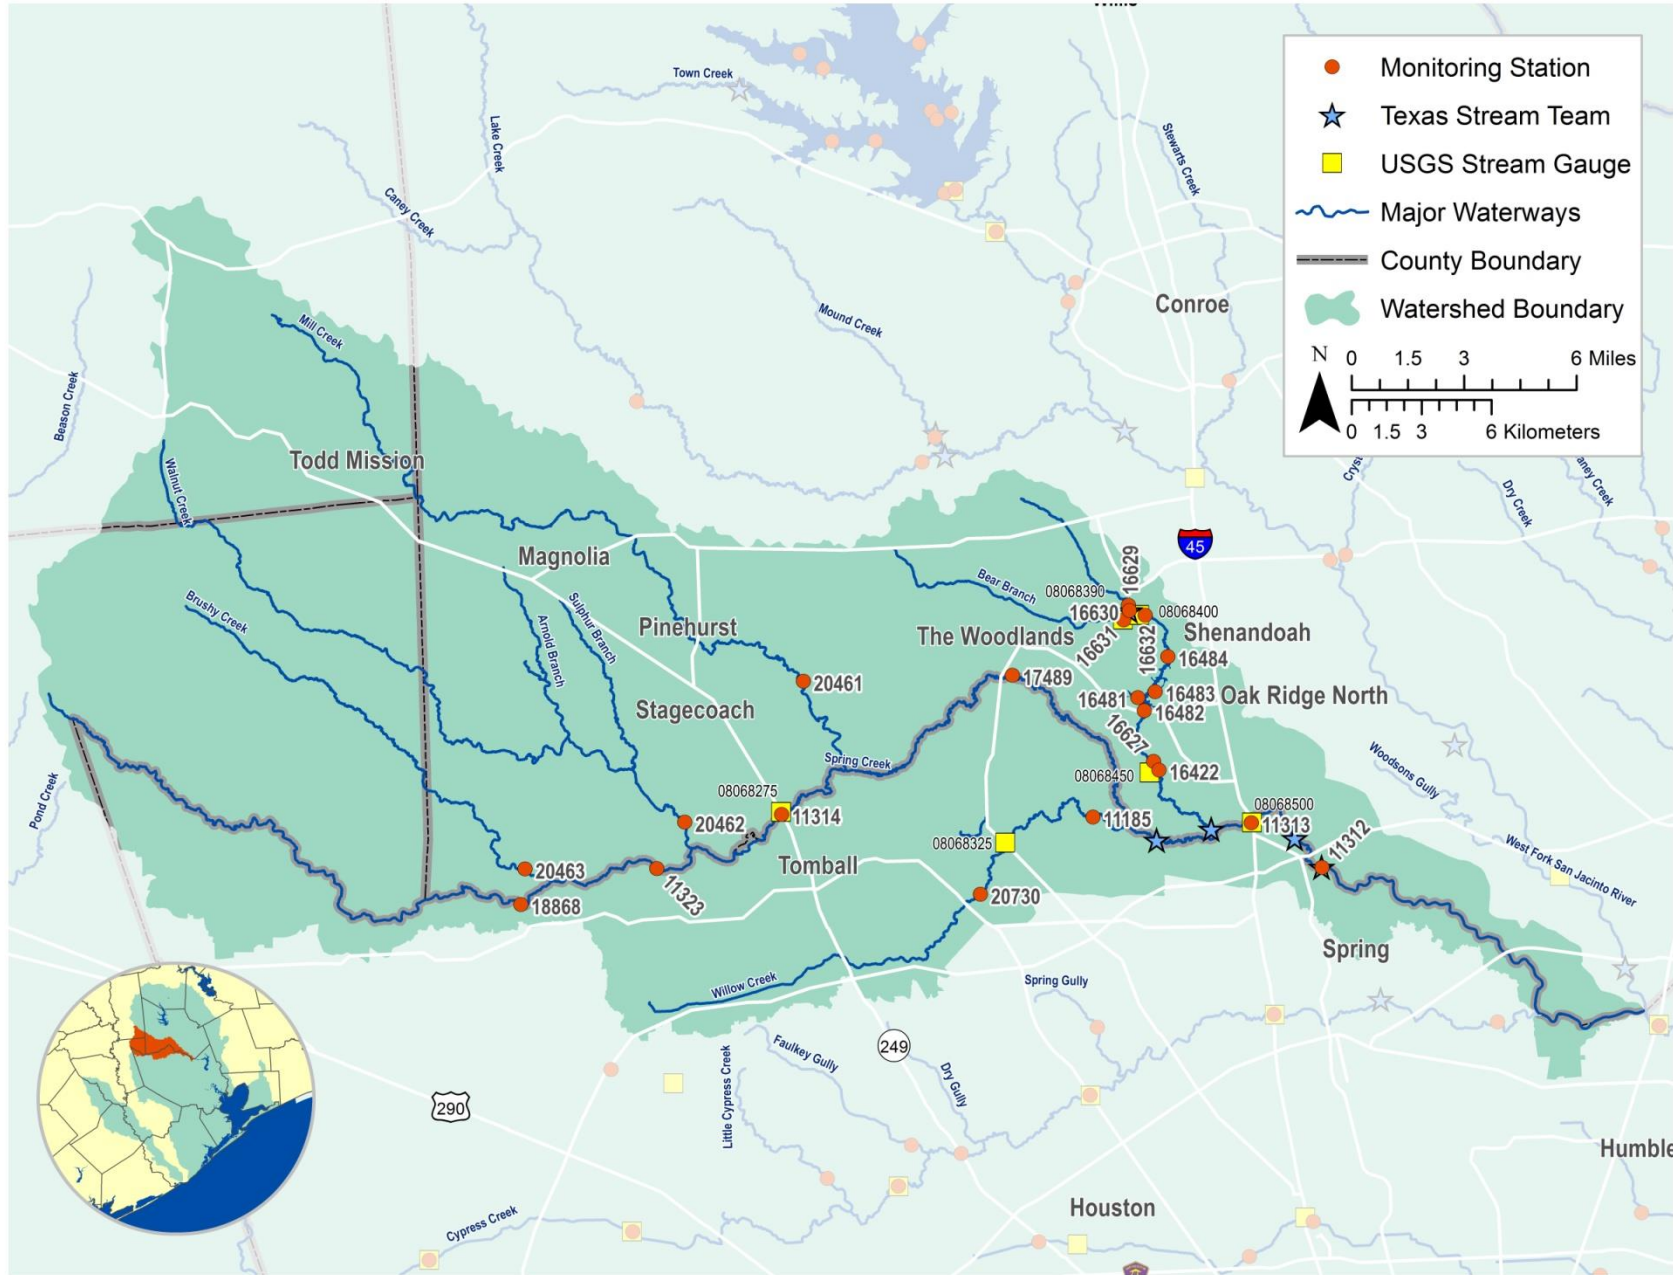 Town Creek
Lake Creek
Caney Creek
Stewarts Creek
Mound Creek
Conroe
Beason Creek
Mill Creek
Walnut Creek
Todd Mission
Magnolia
Brushy Creek
Arnold Branch
Sulphur Branch
Pinehurst
Stagecoach
Bear Branch
The Woodlands
Shenandoah
Oak Ridge North
45
08068390
08068400
16629
16630
16631
16632
16484
16483
16481
16482
16627
16422
08068450
17489
20461
Spring Creek
08068275
11314
20462
20463
18868
11323
Tomball
08068325
11185
20730
08068500
11313
11312
Pond Creek
Willow Creek
Spring Gully
Spring
Woodsons Gully
West Fork San Jacinto River
Dry Creek
Faulkey Gully
Little Cypress Creek
Dry Gully
249
290
Cypress Creek
Houston
Humble
Monitoring Station
Texas Stream Team
USGS Stream Gauge
Major Waterways
County Boundary
Watershed Boundary
N
0 1.5 3 6 Miles
0 1.5 3 6 Kilometers